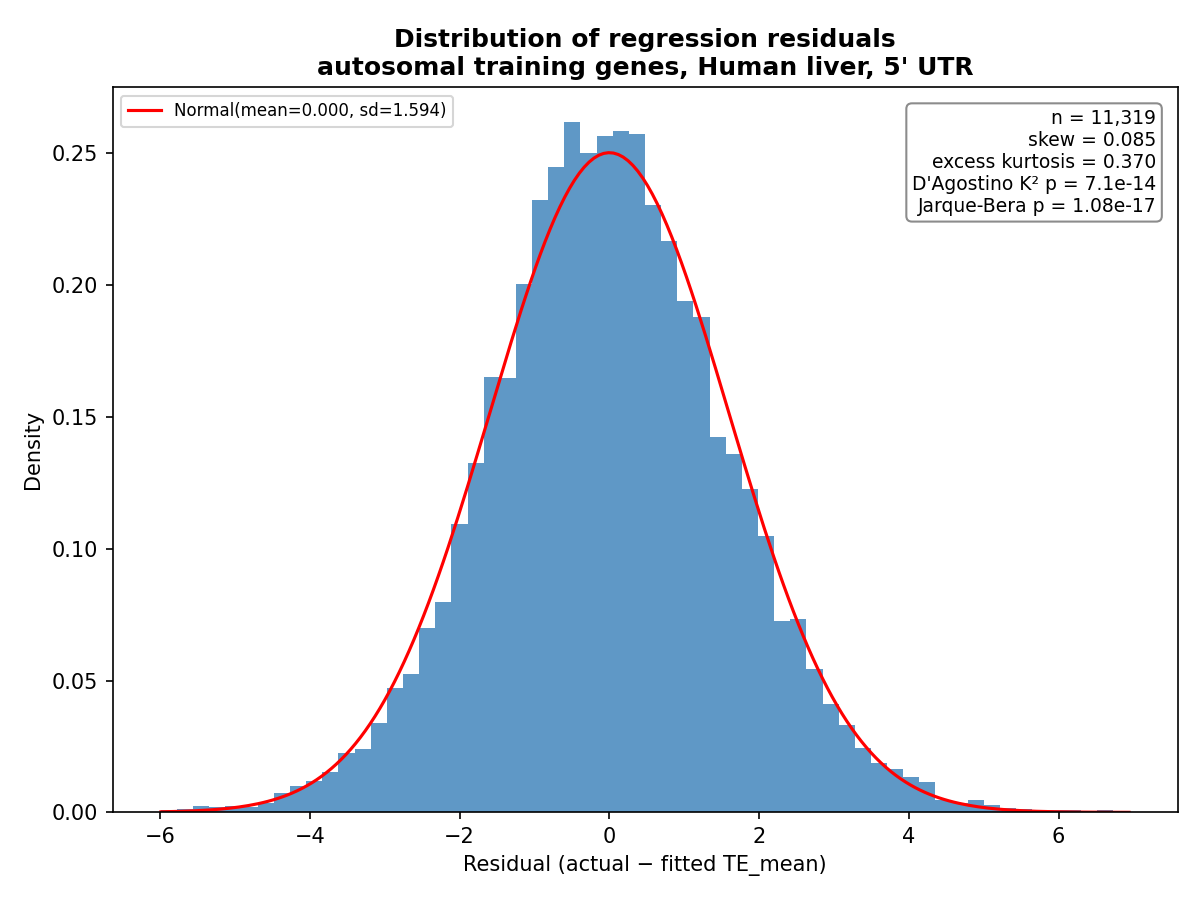 Distribution of regression residuals
autosomal training genes, Human liver, 5' UTR
Normal(mean=0.000, sd=1.594)
n = 11,319
skew = 0.085
excess kurtosis = 0.370
D'Agostino K² p = 7.1e-14
Jarque-Bera p = 1.08e-17
Density
0.25
0.20
0.15
0.10
0.05
0.00
−6 −4 −2 0 2 4 6
Residual (actual − fitted TE_mean)